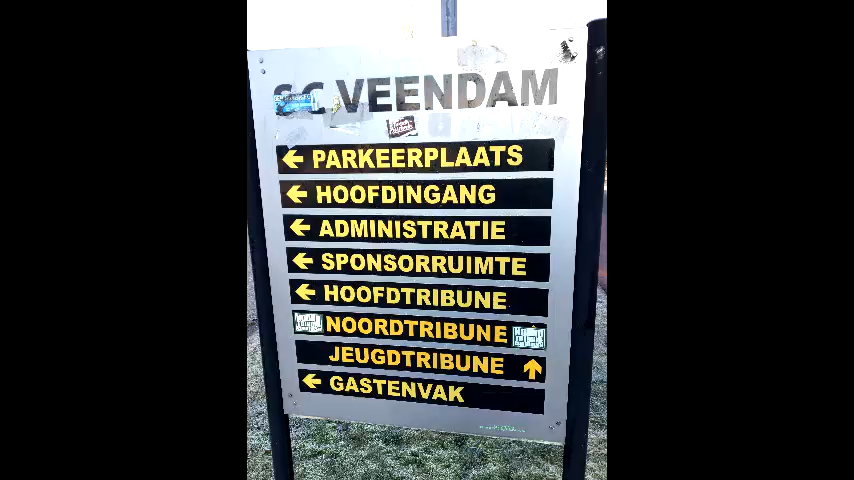 SC VEENDAM
← PARKEERPLAATS
← HOOFDINGANG
← ADMINISTRATIE
← SPONSORRUIMTE
← HOOFDTRIBUNE
NOORDTRIBUNE
JEUGDTRIBUNE ↑
← GASTENVAK